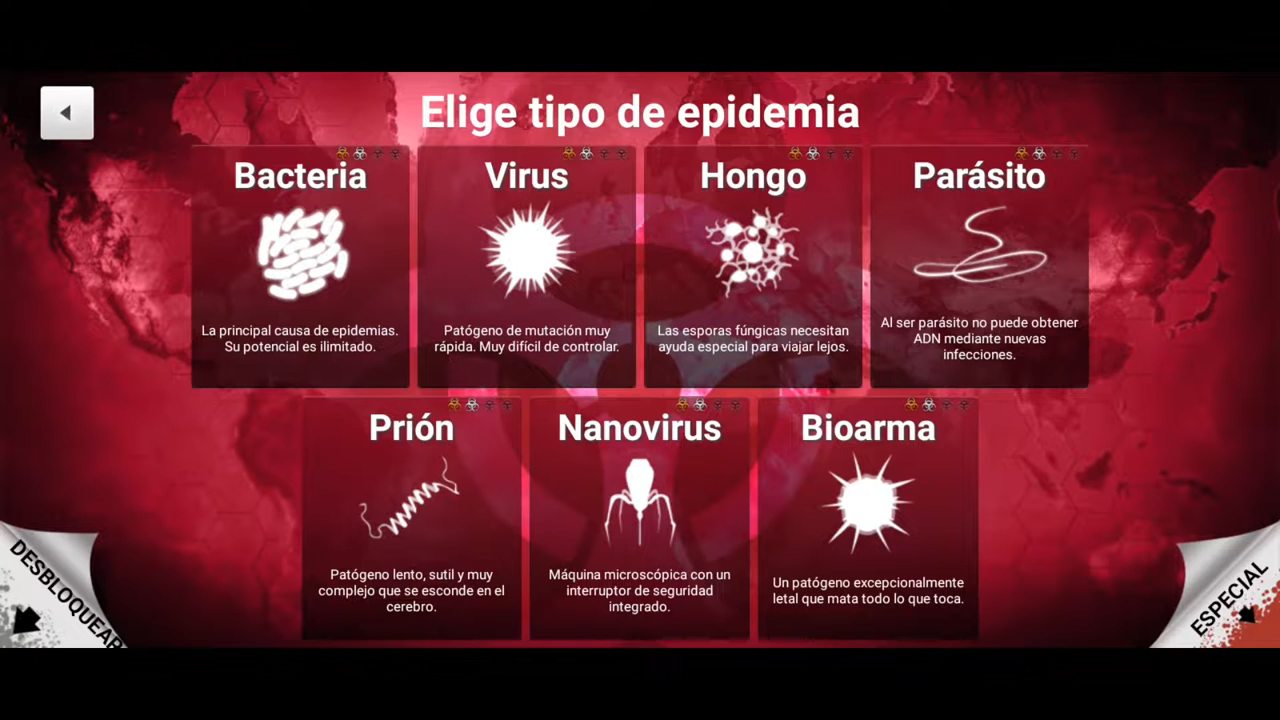 Elige tipo de epidemia
Bacteria
La principal causa de epidemias.
Su potencial es ilimitado.
Virus
Patógeno de mutación muy
rápida. Muy difícil de controlar.
Hongo
Las esporas fúngicas necesitan
ayuda especial para viajar lejos.
Parásito
Al ser parásito no puede obtener
ADN mediante nuevas
infecciones.
Prión
Patógeno lento, sutil y muy
complejo que se esconde en el
cerebro.
Nanovirus
Máquina microscópica con un
interruptor de seguridad
integrado.
Bioarma
Un patógeno excepcionalmente
letal que mata todo lo que toca.
DESBLOQUEAR
ESPECIAL